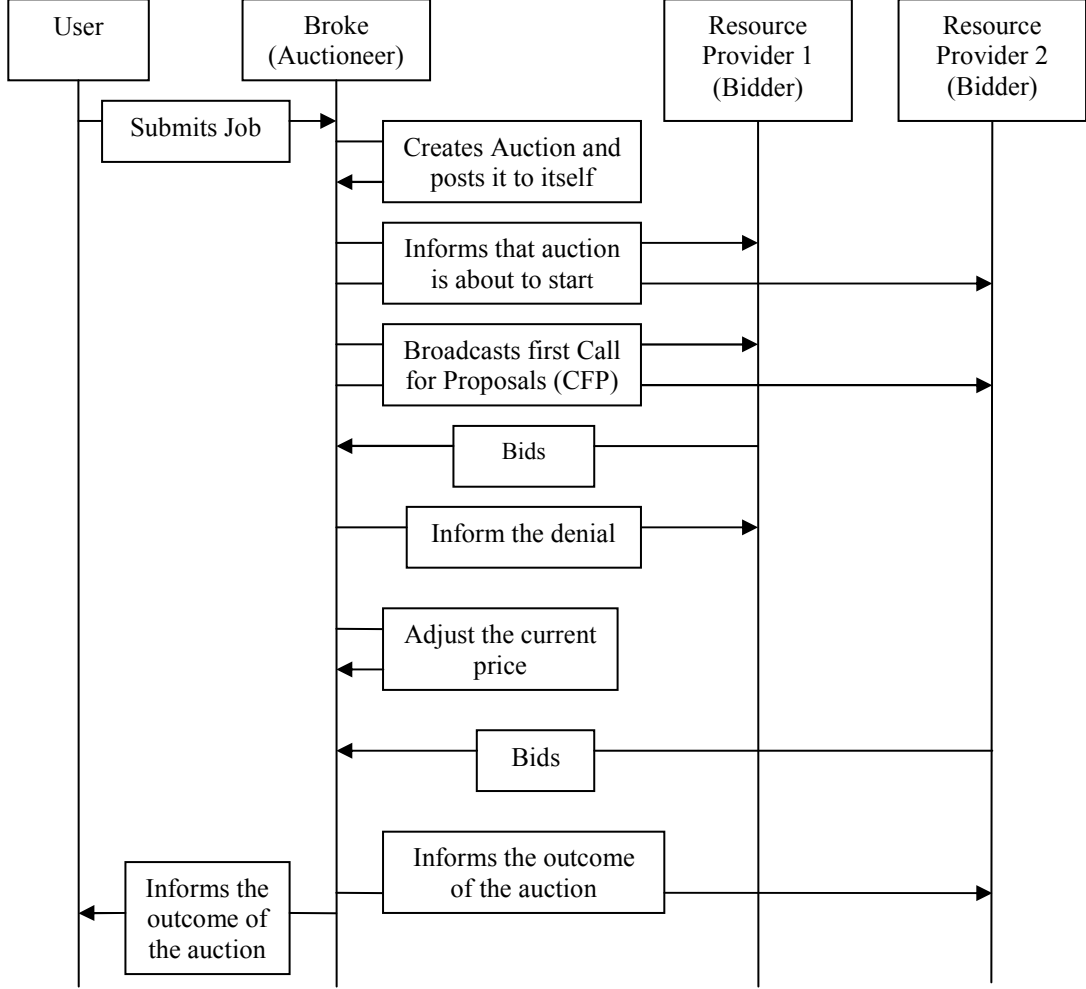 User
Broke
(Auctioneer)
Resource
Provider 1
(Bidder)
Resource
Provider 2
(Bidder)
Submits Job
Creates Auction and
posts it to itself
Informs that auction
is about to start
Broadcasts first Call
for Proposals (CFP)
Bids
Inform the denial
Adjust the current
price
Bids
Informs the outcome
of the auction
Informs the
outcome of
the auction